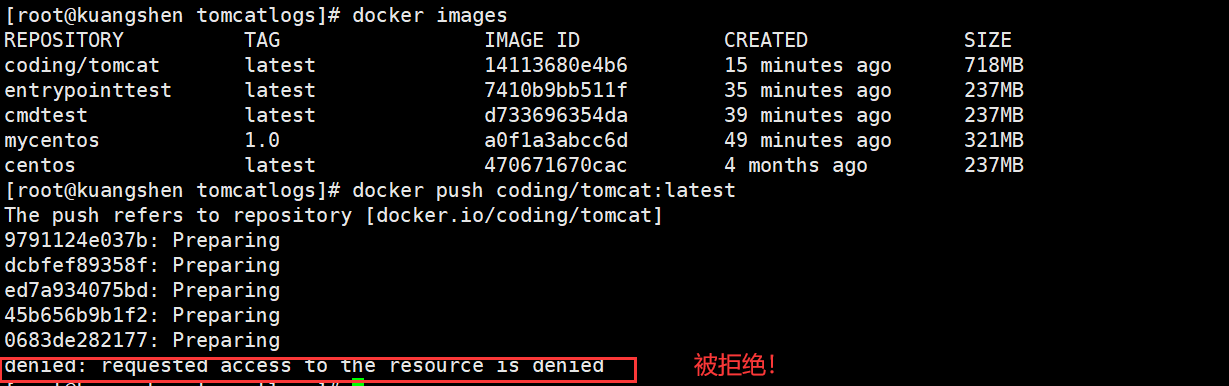 [root@kuangshen tomcatlogs]# docker images
REPOSITORY TAG IMAGE ID CREATED SIZE
coding/tomcat latest 14113680e4b6 15 minutes ago 718MB
entrypointtest latest 7410b9bb511f 35 minutes ago 237MB
cmdtest latest d733696354da 39 minutes ago 237MB
mycentos 1.0 a0f1a3abcc6d 49 minutes ago 321MB
centos latest 470671670cac 4 months ago 237MB
[root@kuangshen tomcatlogs]# docker push coding/tomcat:latest
The push refers to repository [docker.io/coding/tomcat]
9791124e037b: Preparing
dcbfef89358f: Preparing
ed7a934075bd: Preparing
45b656b9b1f2: Preparing
0683de282177: Preparing
denied: requested access to the resource is denied 被拒绝!